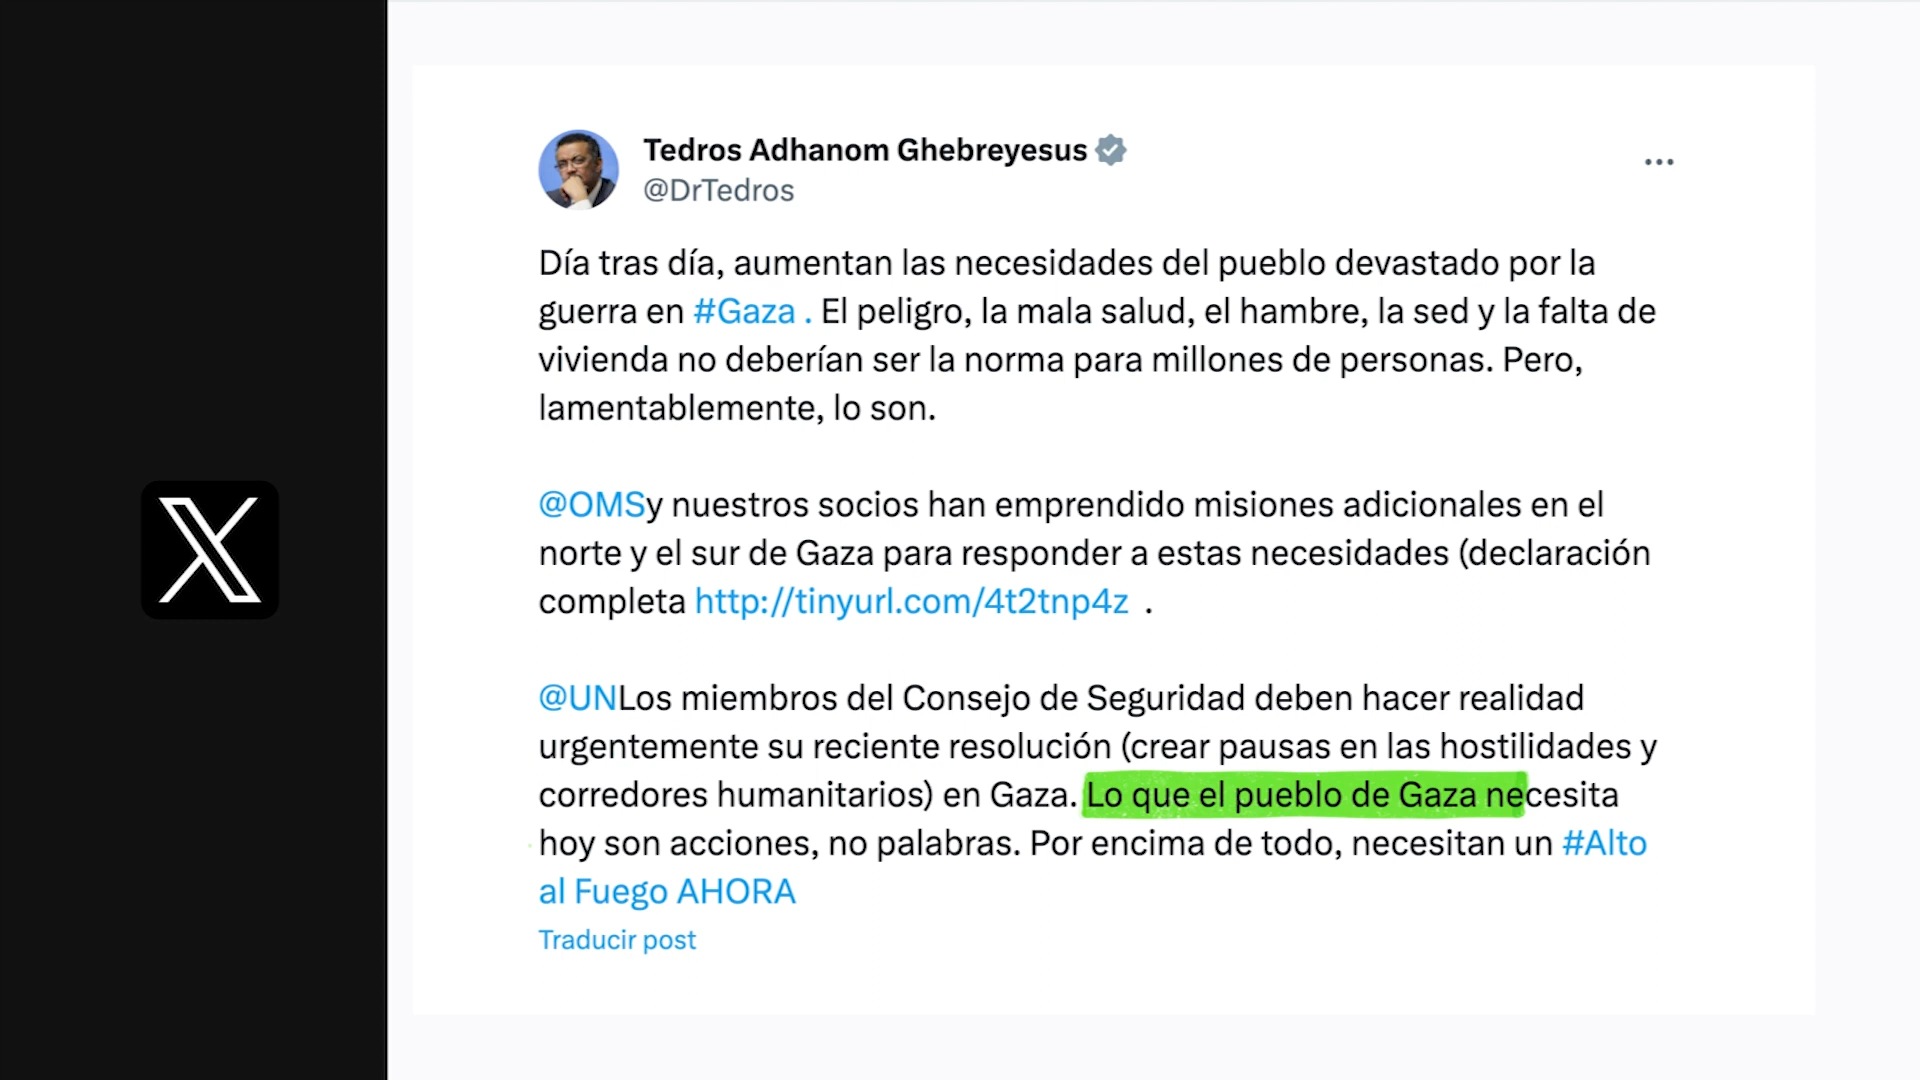 Tedros Adhanom Ghebreyesus
@DrTedros
Día tras día, aumentan las necesidades del pueblo devastado por la
guerra en #Gaza . El peligro, la mala salud, el hambre, la sed y la falta de
vivienda no deberían ser la norma para millones de personas. Pero,
lamentablemente, lo son.
@OMSy nuestros socios han emprendido misiones adicionales en el
norte y el sur de Gaza para responder a estas necesidades (declaración
completa http://tinyurl.com/4t2tnp4z .
@UNLos miembros del Consejo de Seguridad deben hacer realidad
urgentemente su reciente resolución (crear pausas en las hostilidades y
corredores humanitarios) en Gaza. Lo que el pueblo de Gaza necesita
hoy son acciones, no palabras. Por encima de todo, necesitan un #Alto
al Fuego AHORA
Traducir post